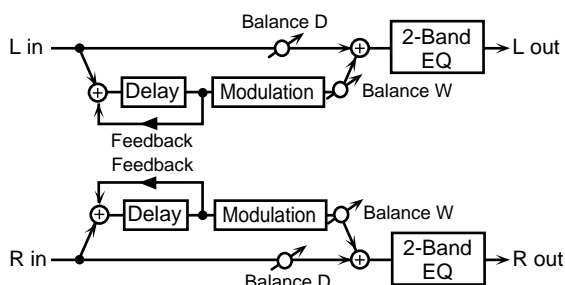 Balance D
L in
2-Band
EQ
L out
Delay
Modulation
Balance W
Feedback
Feedback
Delay
Modulation
Balance W
R in
2-Band
EQ
R out
Balance D